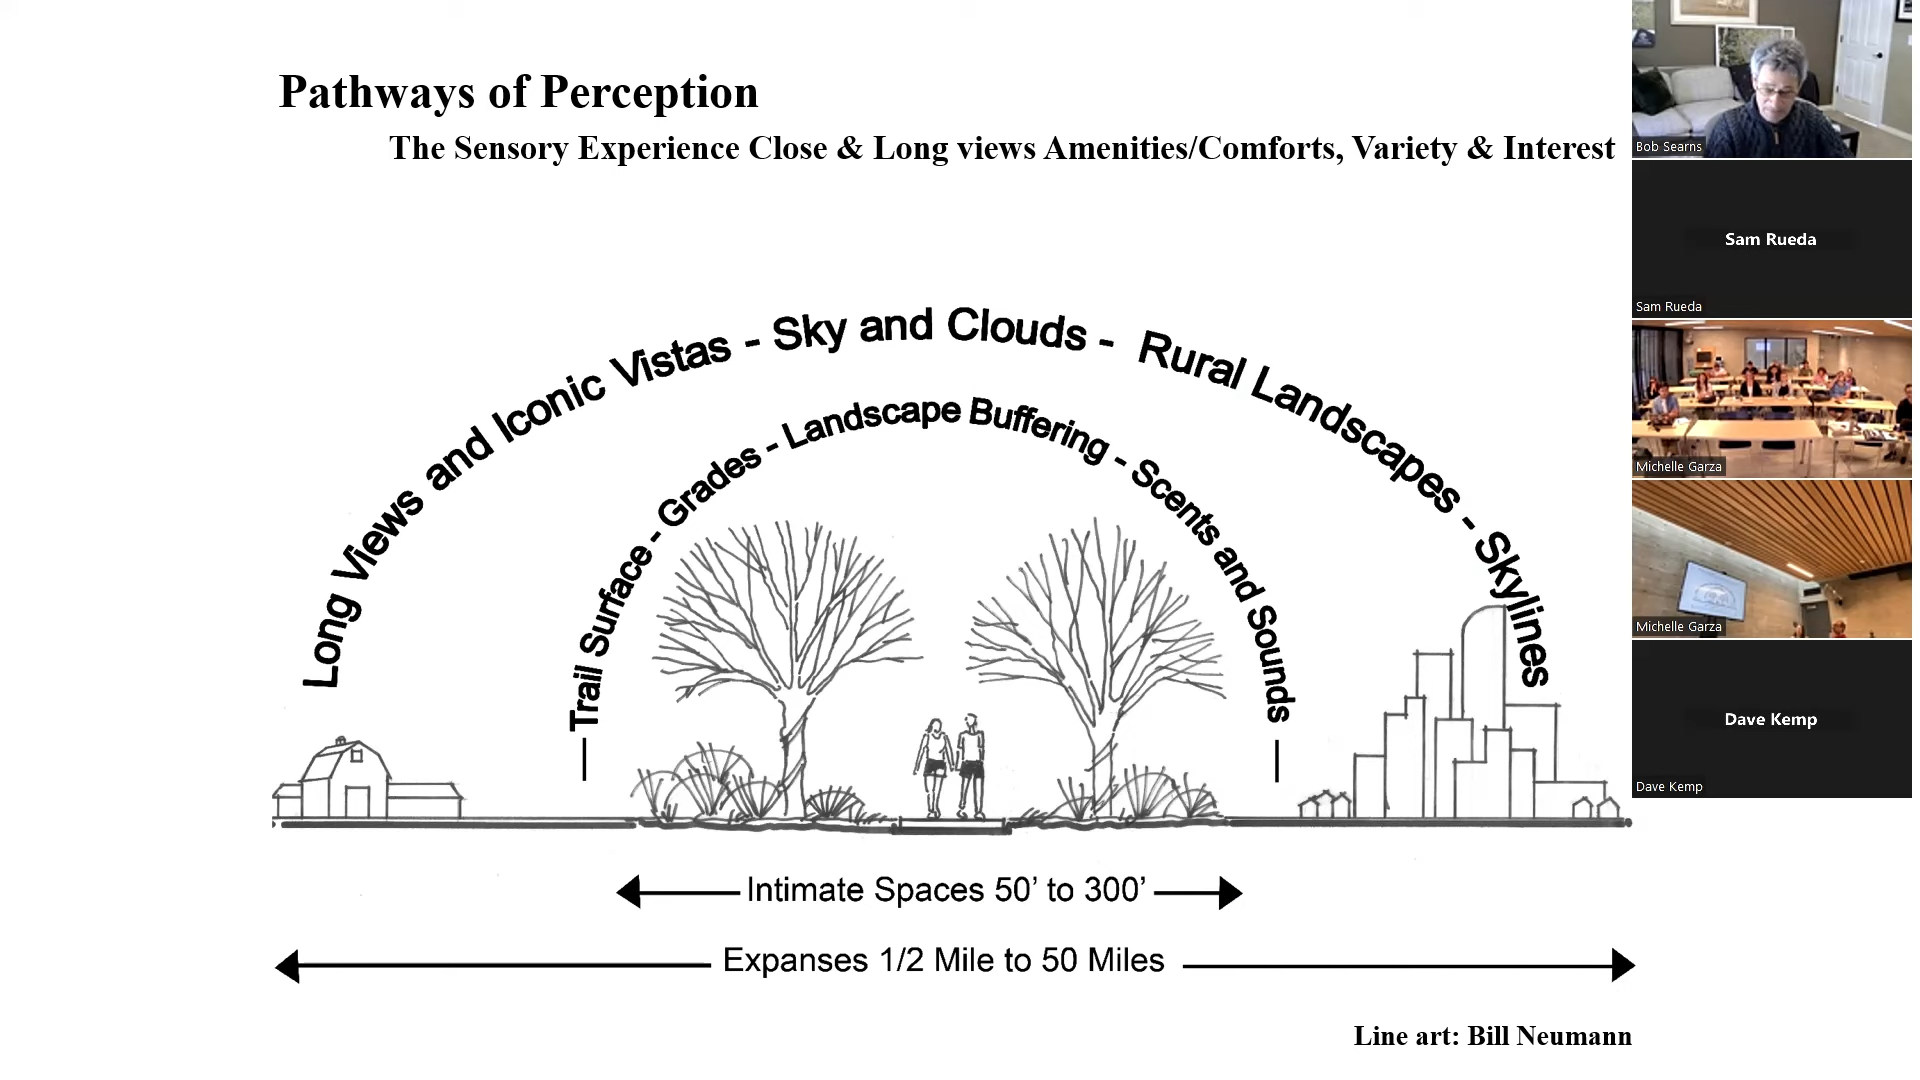 Pathways of Perception
The Sensory Experience Close & Long views Amenities/Comforts, Variety & Interest
Long Views and Iconic Vistas - Sky and Clouds - Rural Landscapes - Skylines
Trail Surface - Grades - Landscape Buffering - Scents and Sounds
Intimate Spaces 50’ to 300’
Expanses 1/2 Mile to 50 Miles
Line art: Bill Neumann
Bob Searns
Sam Rueda
Sam Rueda
Michelle Garza
Michelle Garza
Dave Kemp
Dave Kemp